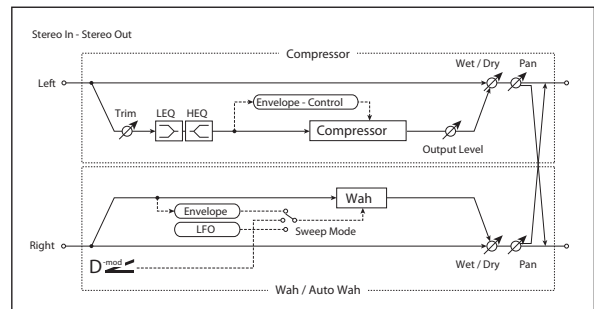 Stereo In - Stereo Out
Compressor
Wet / Dry
Pan
Left
Trim
LEQ
HEQ
Envelope - Control
Compressor
Output Level
Wah
Envelope
LFO
Sweep Mode
Right
D-mod
Wet / Dry
Pan
Wah / Auto Wah